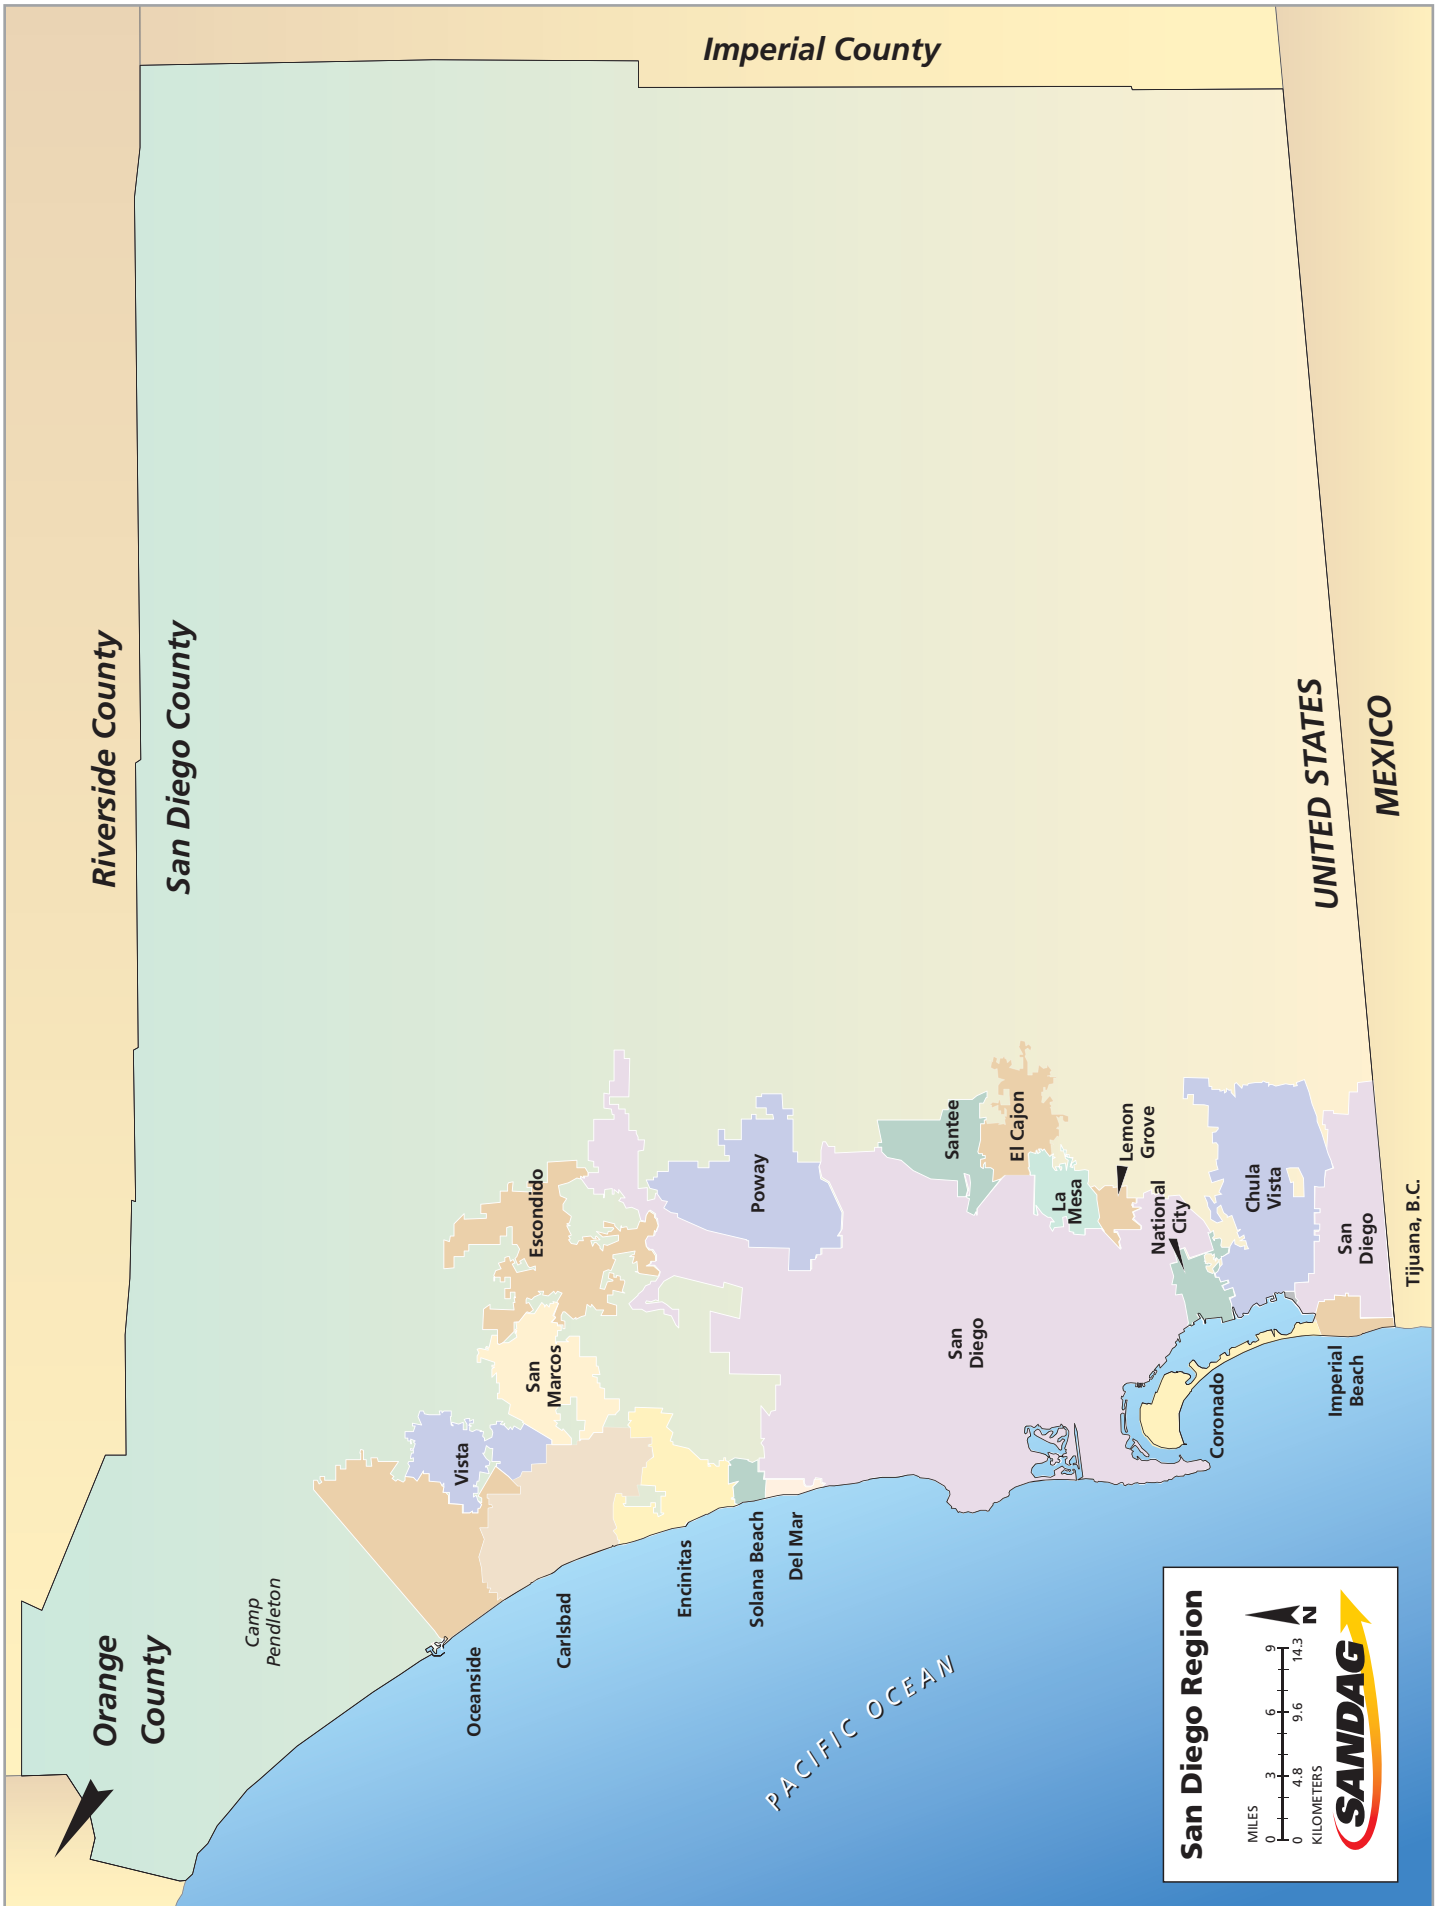 Orange
County
Riverside County
San Diego County
Imperial County
Camp
Pendleton
Oceanside
Vista
Carlsbad
San
Marcos
Escondido
Encinitas
Solana Beach
Del Mar
Poway
San
Diego
Santee
El Cajon
La
Mesa
Lemon
Grove
National
City
Coronado
Chula
Vista
Imperial
Beach
San
Diego
UNITED STATES
MEXICO
Tijuana, B.C.
PACIFIC OCEAN
San Diego Region
MILES
0 3 6 9
0 4.8 9.6 14.3
KILOMETERS
N
SANDAG